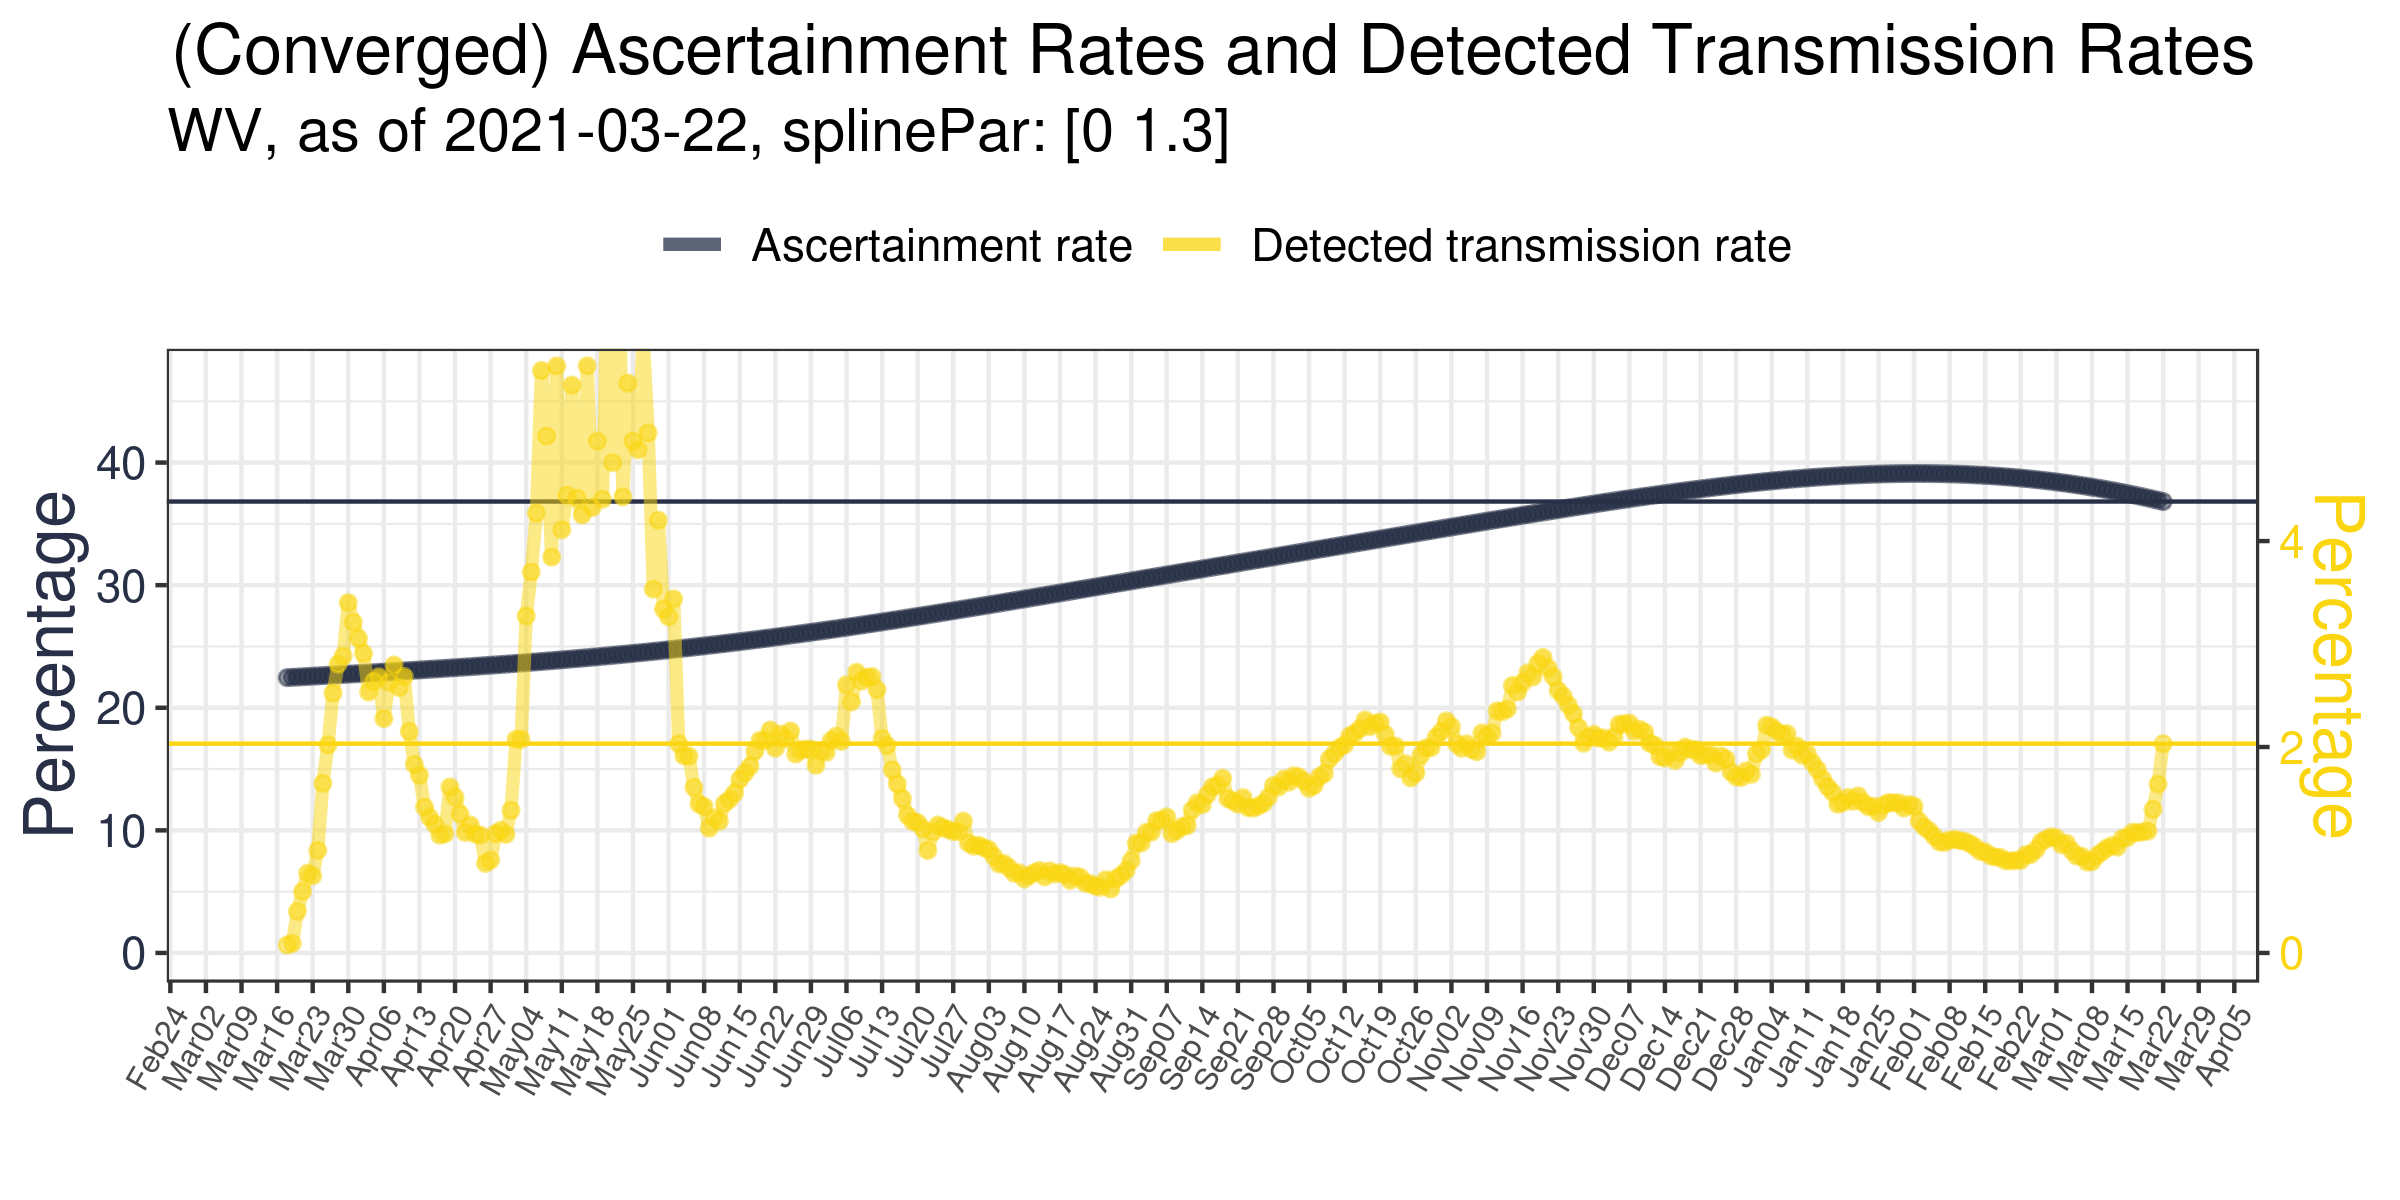 (Converged) Ascertainment Rates and Detected Transmission Rates
WV, as of 2021-03-22, splinePar: [0 1.3]
Ascertainment rate
Detected transmission rate
Percentage
40
30
20
10
0
Percentage
4
2
0
Feb24
Mar02
Mar09
Mar16
Mar23
Mar30
Apr06
Apr13
Apr20
Apr27
May04
May11
May18
May25
Jun01
Jun08
Jun15
Jun22
Jun29
Jul06
Jul13
Jul20
Jul27
Aug03
Aug10
Aug17
Aug24
Aug31
Sep07
Sep14
Sep21
Sep28
Oct05
Oct12
Oct19
Oct26
Nov02
Nov09
Nov16
Nov23
Nov30
Dec07
Dec14
Dec21
Dec28
Jan04
Jan11
Jan18
Jan25
Feb01
Feb08
Feb15
Feb22
Mar01
Mar08
Mar15
Mar22
Mar29
Apr05